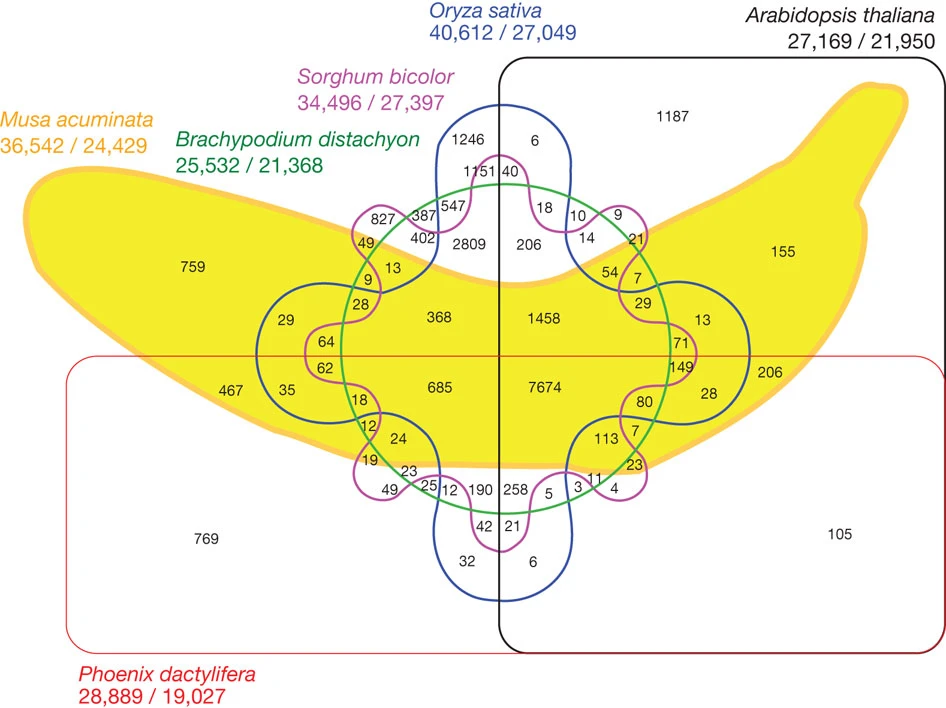 Oryza sativa
40,612 / 27,049
Arabidopsis thaliana
27,169 / 21,950
Sorghum bicolor
34,496 / 27,397
Musa acuminata
36,542 / 24,429
Brachypodium distachyon
25,532 / 21,368
1187
1246 6
1151 40
827 387 547 18 10 9
49 402 2809 206 14 21
155
759 13 54 7
9
28 29
29 368 1458 13
64 71
62 149
206
467 35 685 7674 28
18 80
12 24 113 7
19 23
23 11
49 25 12 190 258 5 3 4
42 21
769 105
32 6
Phoenix dactylifera
28,889 / 19,027